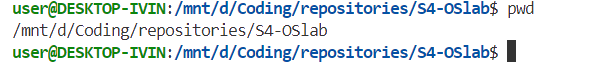 user@DESKTOP-IVIN:/mnt/d/Coding/repositories/S4-OSlab$ pwd
/mnt/d/Coding/repositories/S4-OSlab
user@DESKTOP-IVIN:/mnt/d/Coding/repositories/S4-OSlab$